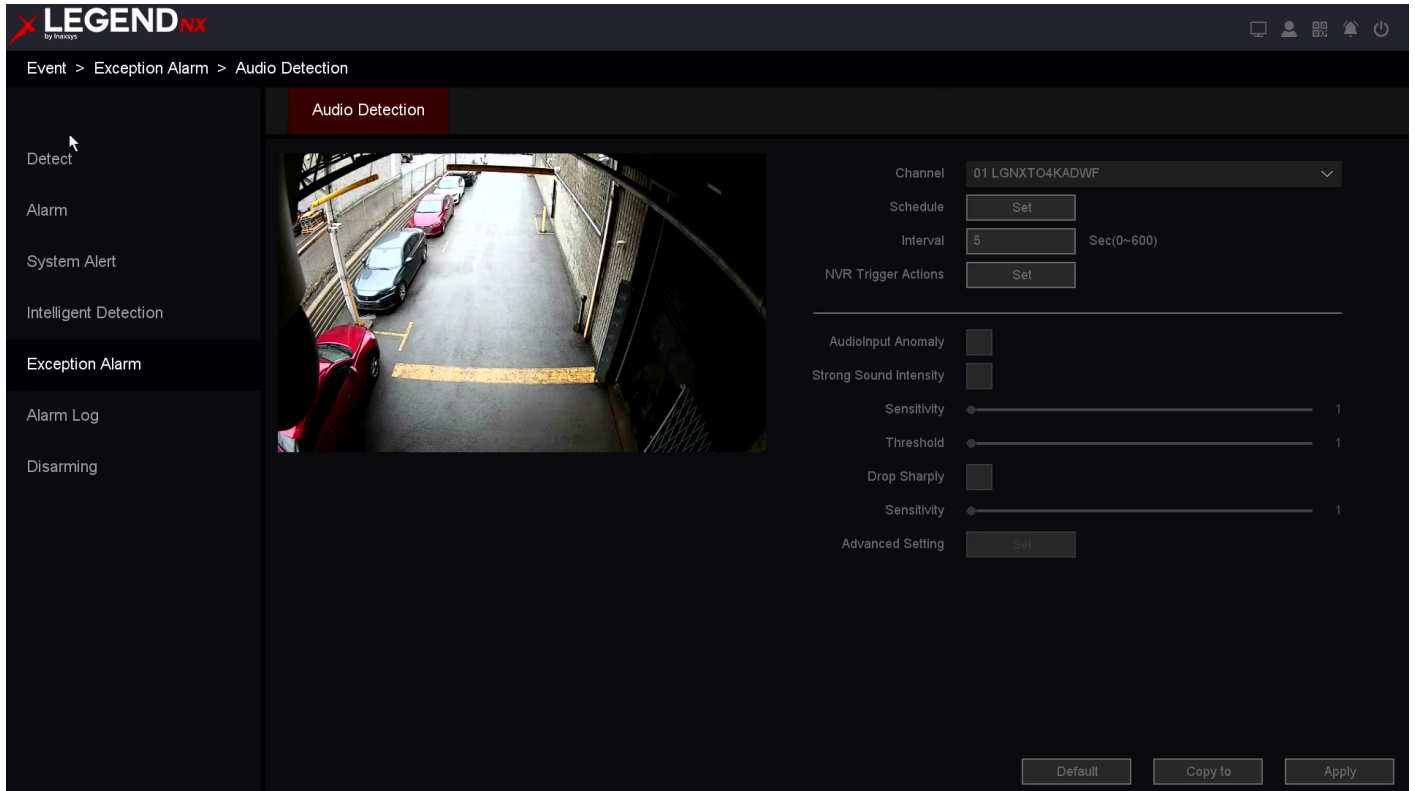 LEGEND NX
by Inaxsys
Event > Exception Alarm > Audio Detection
Audio Detection
Detect
Alarm
System Alert
Intelligent Detection
Exception Alarm
Alarm Log
Disarming
Channel 01 LGNXTO4KADWF
Schedule Set
Interval 5 Sec(0~600)
NVR Trigger Actions Set
AudioInput Anomaly
Strong Sound Intensity
Sensitivity 1
Threshold 1
Drop Sharply
Sensitivity 1
Advanced Setting Set
Default Copy to Apply